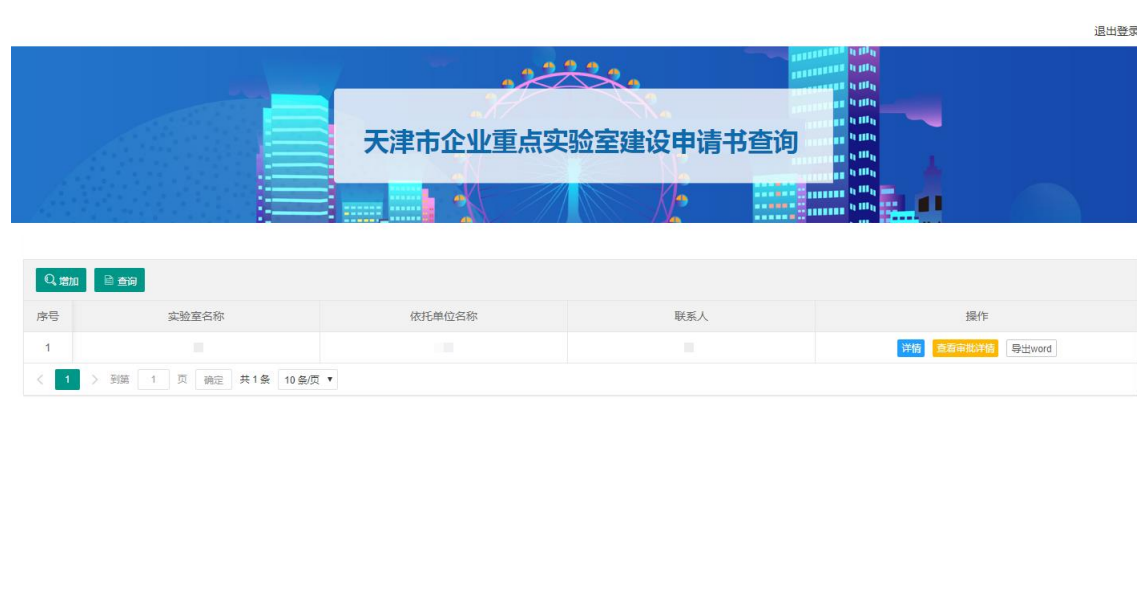 退出登录
天津市企业重点实验室建设申请书查询
增加 查询
序号 实验室名称 依托单位名称 联系人 操作
1 详情 查看审批详情 导出word
< 1 > 到第 1 页 确定 共 1 条 10 条/页